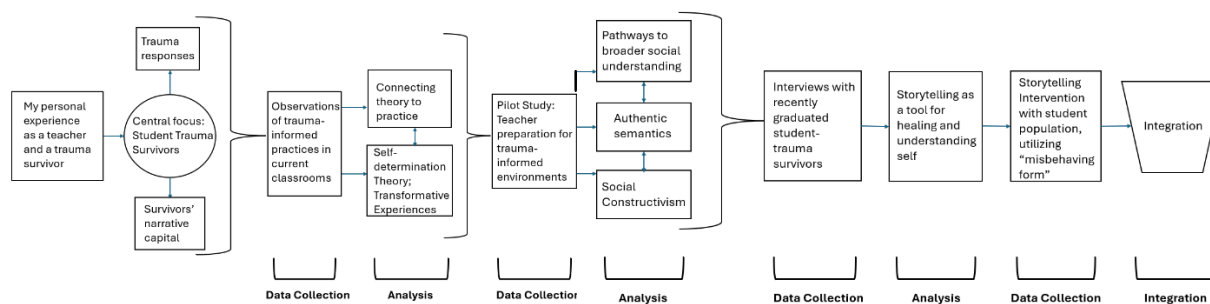 My personal
experience
as a teacher
and a trauma
survivor
Trauma
responses
Central focus:
Student Trauma
Survivors
Survivors’
narrative
capital
Observations
of trauma-
informed
practices in
current
classrooms
Connecting
theory to
practice
Self-
determination
Theory;
Transformative
Experiences
Pilot Study:
Teacher
preparation for
trauma-
informed
environments
Pathways to
broader social
understanding
Authentic
semantics
Social
Constructivism
Interviews with
recently
graduated
student-
trauma
survivors
Storytelling as
a tool for
healing and
understanding
self
Storytelling
Intervention
with student
population,
utilizing
“misbehaving
form”
Integration
Data Collection
Analysis
Data Collection
Analysis
Data Collection
Analysis
Data Collection
Integration